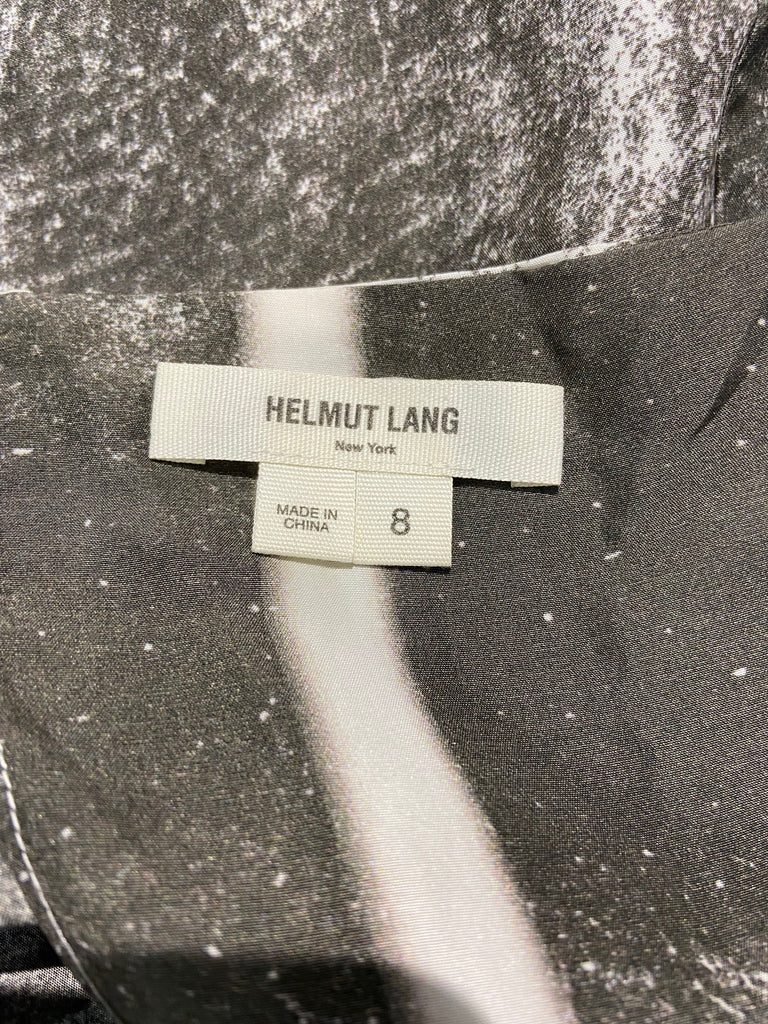 HELMUT LANG
New York
MADE IN
CHINA
8